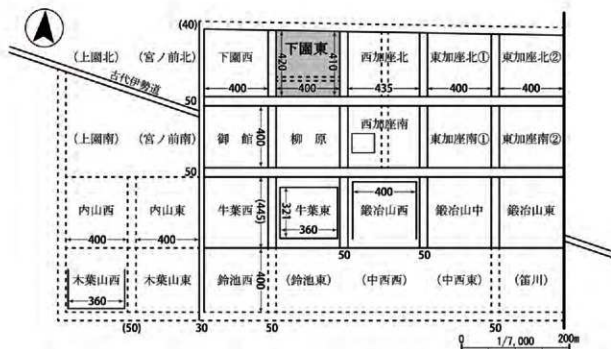 (40)
(上園北) (宮ノ前北) 下園西 下園東 西加座北 東加座北① 東加座北②
420 410
古代伊勢道
400 400 435 400 400
50
(上園南) (宮ノ前南) 御館 柳原 西加座南 東加座南① 東加座南②
400
50
内山西 内山東 牛葉西 牛葉東 鍛冶山西 鍛冶山中 鍛冶山東
400 400 (445) 321 360 400
50 50
木葉山西 木葉山東 鈴池西 (鈴池東) (中西西) (中西東) (笛川)
360 400
(50) 30 50 50
0 1/7,000 200m